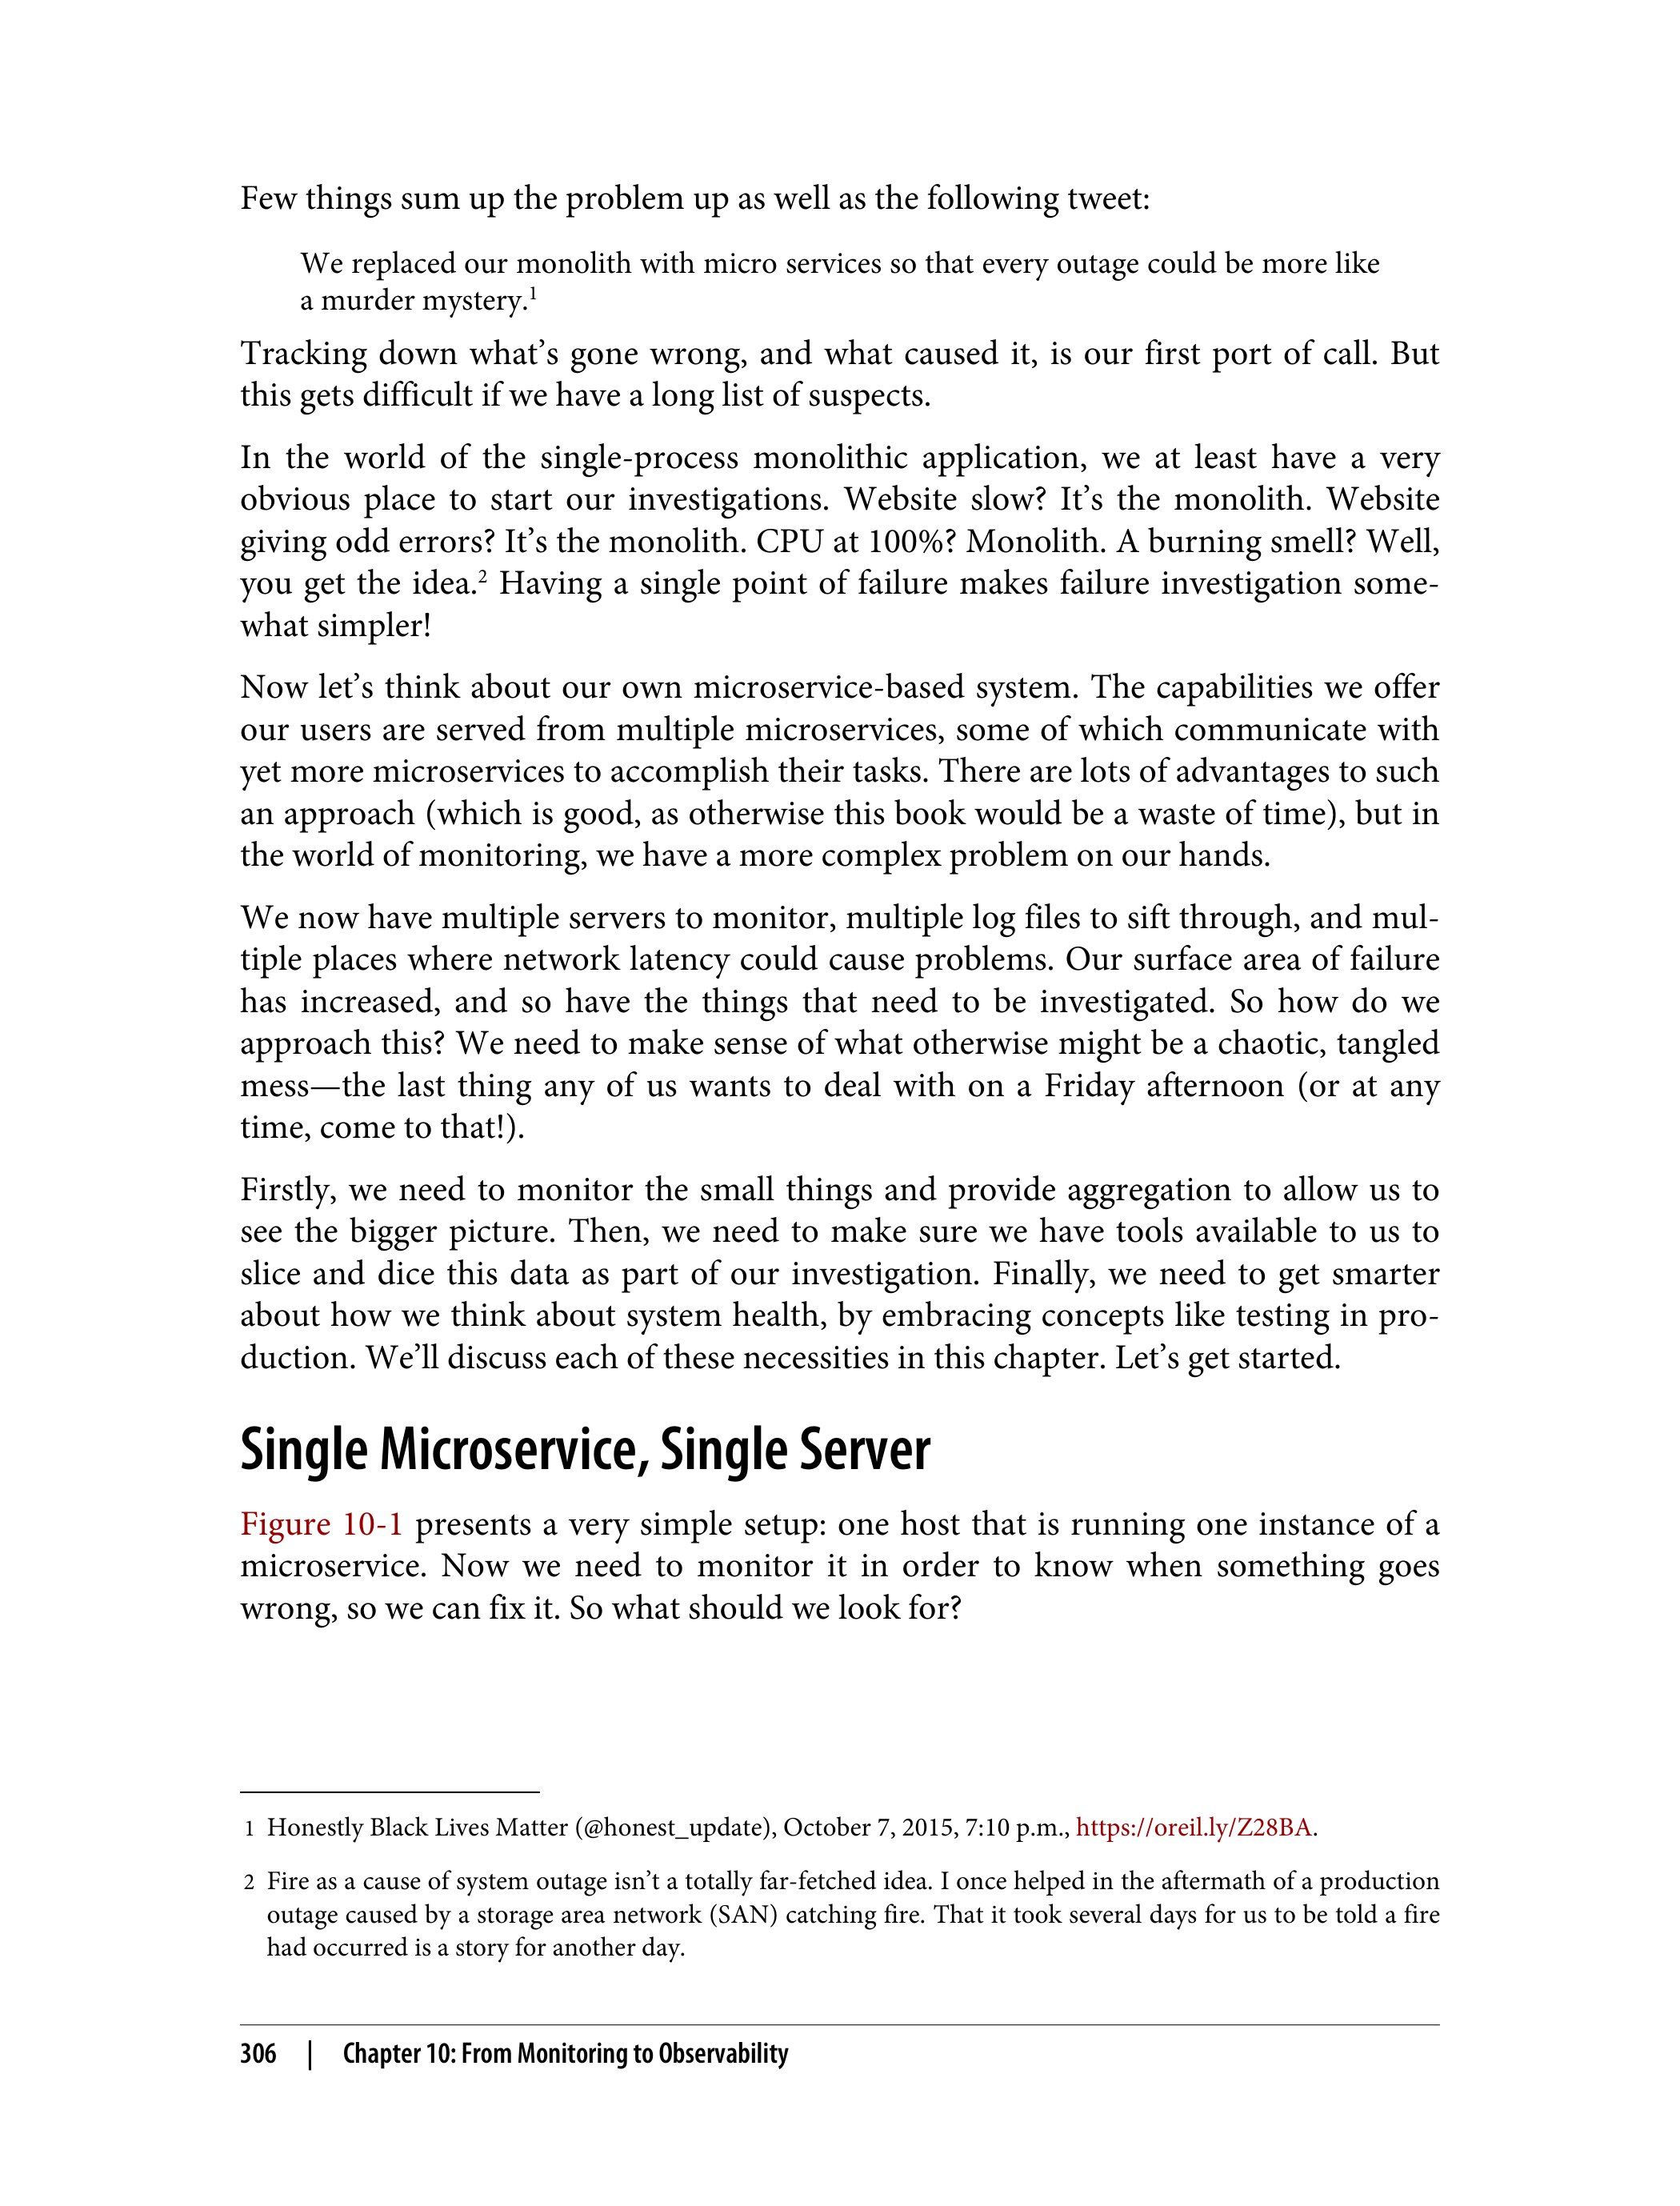 Few things sum up the problem up as well as the following tweet:
We replaced our monolith with micro services so that every outage could be more like
a murder mystery.1
Tracking down what’s gone wrong, and what caused it, is our first port of call. But
this gets difficult if we have a long list of suspects.
In the world of the single-process monolithic application, we at least have a very
obvious place to start our investigations. Website slow? It’s the monolith. Website
giving odd errors? It’s the monolith. CPU at 100%? Monolith. A burning smell? Well,
you get the idea.2 Having a single point of failure makes failure investigation some-
what simpler!
Now let’s think about our own microservice-based system. The capabilities we offer
our users are served from multiple microservices, some of which communicate with
yet more microservices to accomplish their tasks. There are lots of advantages to such
an approach (which is good, as otherwise this book would be a waste of time), but in
the world of monitoring, we have a more complex problem on our hands.
We now have multiple servers to monitor, multiple log files to sift through, and mul-
tiple places where network latency could cause problems. Our surface area of failure
has increased, and so have the things that need to be investigated. So how do we
approach this? We need to make sense of what otherwise might be a chaotic, tangled
mess—the last thing any of us wants to deal with on a Friday afternoon (or at any
time, come to that!).
Firstly, we need to monitor the small things and provide aggregation to allow us to
see the bigger picture. Then, we need to make sure we have tools available to us to
slice and dice this data as part of our investigation. Finally, we need to get smarter
about how we think about system health, by embracing concepts like testing in pro-
duction. We’ll discuss each of these necessities in this chapter. Let’s get started.
Single Microservice, Single Server
Figure 10-1 presents a very simple setup: one host that is running one instance of a
microservice. Now we need to monitor it in order to know when something goes
wrong, so we can fix it. So what should we look for?
1 Honestly Black Lives Matter (@honest_update), October 7, 2015, 7:10 p.m., https://oreil.ly/Z28BA.
2 Fire as a cause of system outage isn’t a totally far-fetched idea. I once helped in the aftermath of a production
outage caused by a storage area network (SAN) catching fire. That it took several days for us to be told a fire
had occurred is a story for another day.
306 | Chapter 10: From Monitoring to Observability